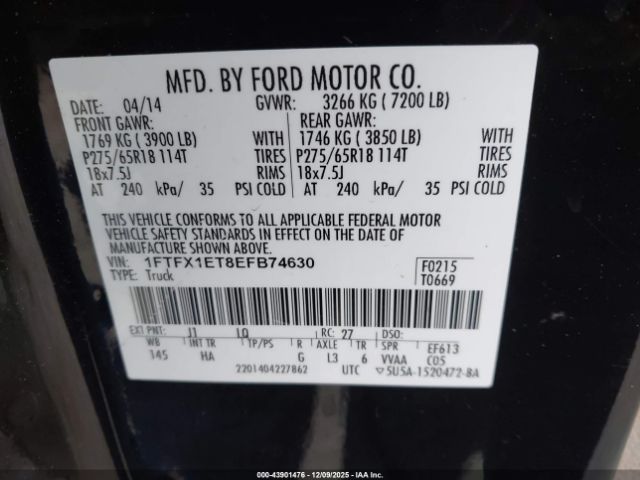 MFD. BY FORD MOTOR CO.
DATE: 04/14 GVWR: 3266 KG ( 7200 LB)
FRONT GAWR: REAR GAWR:
1769 KG ( 3900 LB) WITH 1746 KG ( 3850 LB) WITH
P275/65R18 114T TIRES P275/65R18 114T TIRES
18x7.5J RIMS 18x7.5J RIMS
AT 240 kPa/ 35 PSI COLD AT 240 kPa/ 35 PSI COLD
THIS VEHICLE CONFORMS TO ALL APPLICABLE FEDERAL MOTOR
VEHICLE SAFETY STANDARDS IN EFFECT ON THE DATE OF
MANUFACTURE SHOWN ABOVE.
VIN: 1FTFX1ET8EFB74630 F0215
TYPE: Truck T0669
EXT PNT: J1 RC: 27 DSO:
WB INT TR TP/PS R AXLE TR SPR EF613
145 HA G L3 6 VVAA C05
2201404227862 UTC 5U5A-1520472-BA
000-43901476 - 12/09/2025 - IAAI.COM